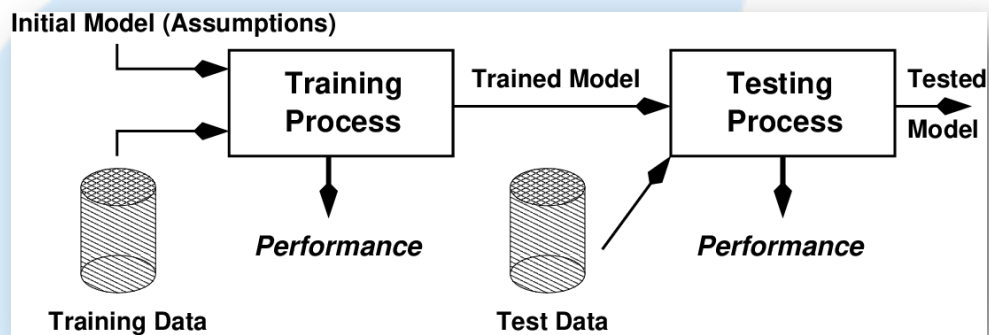 Initial Model (Assumptions)
Training
Process
Trained Model
Testing
Process
Tested
Model
Performance
Performance
Training Data
Test Data